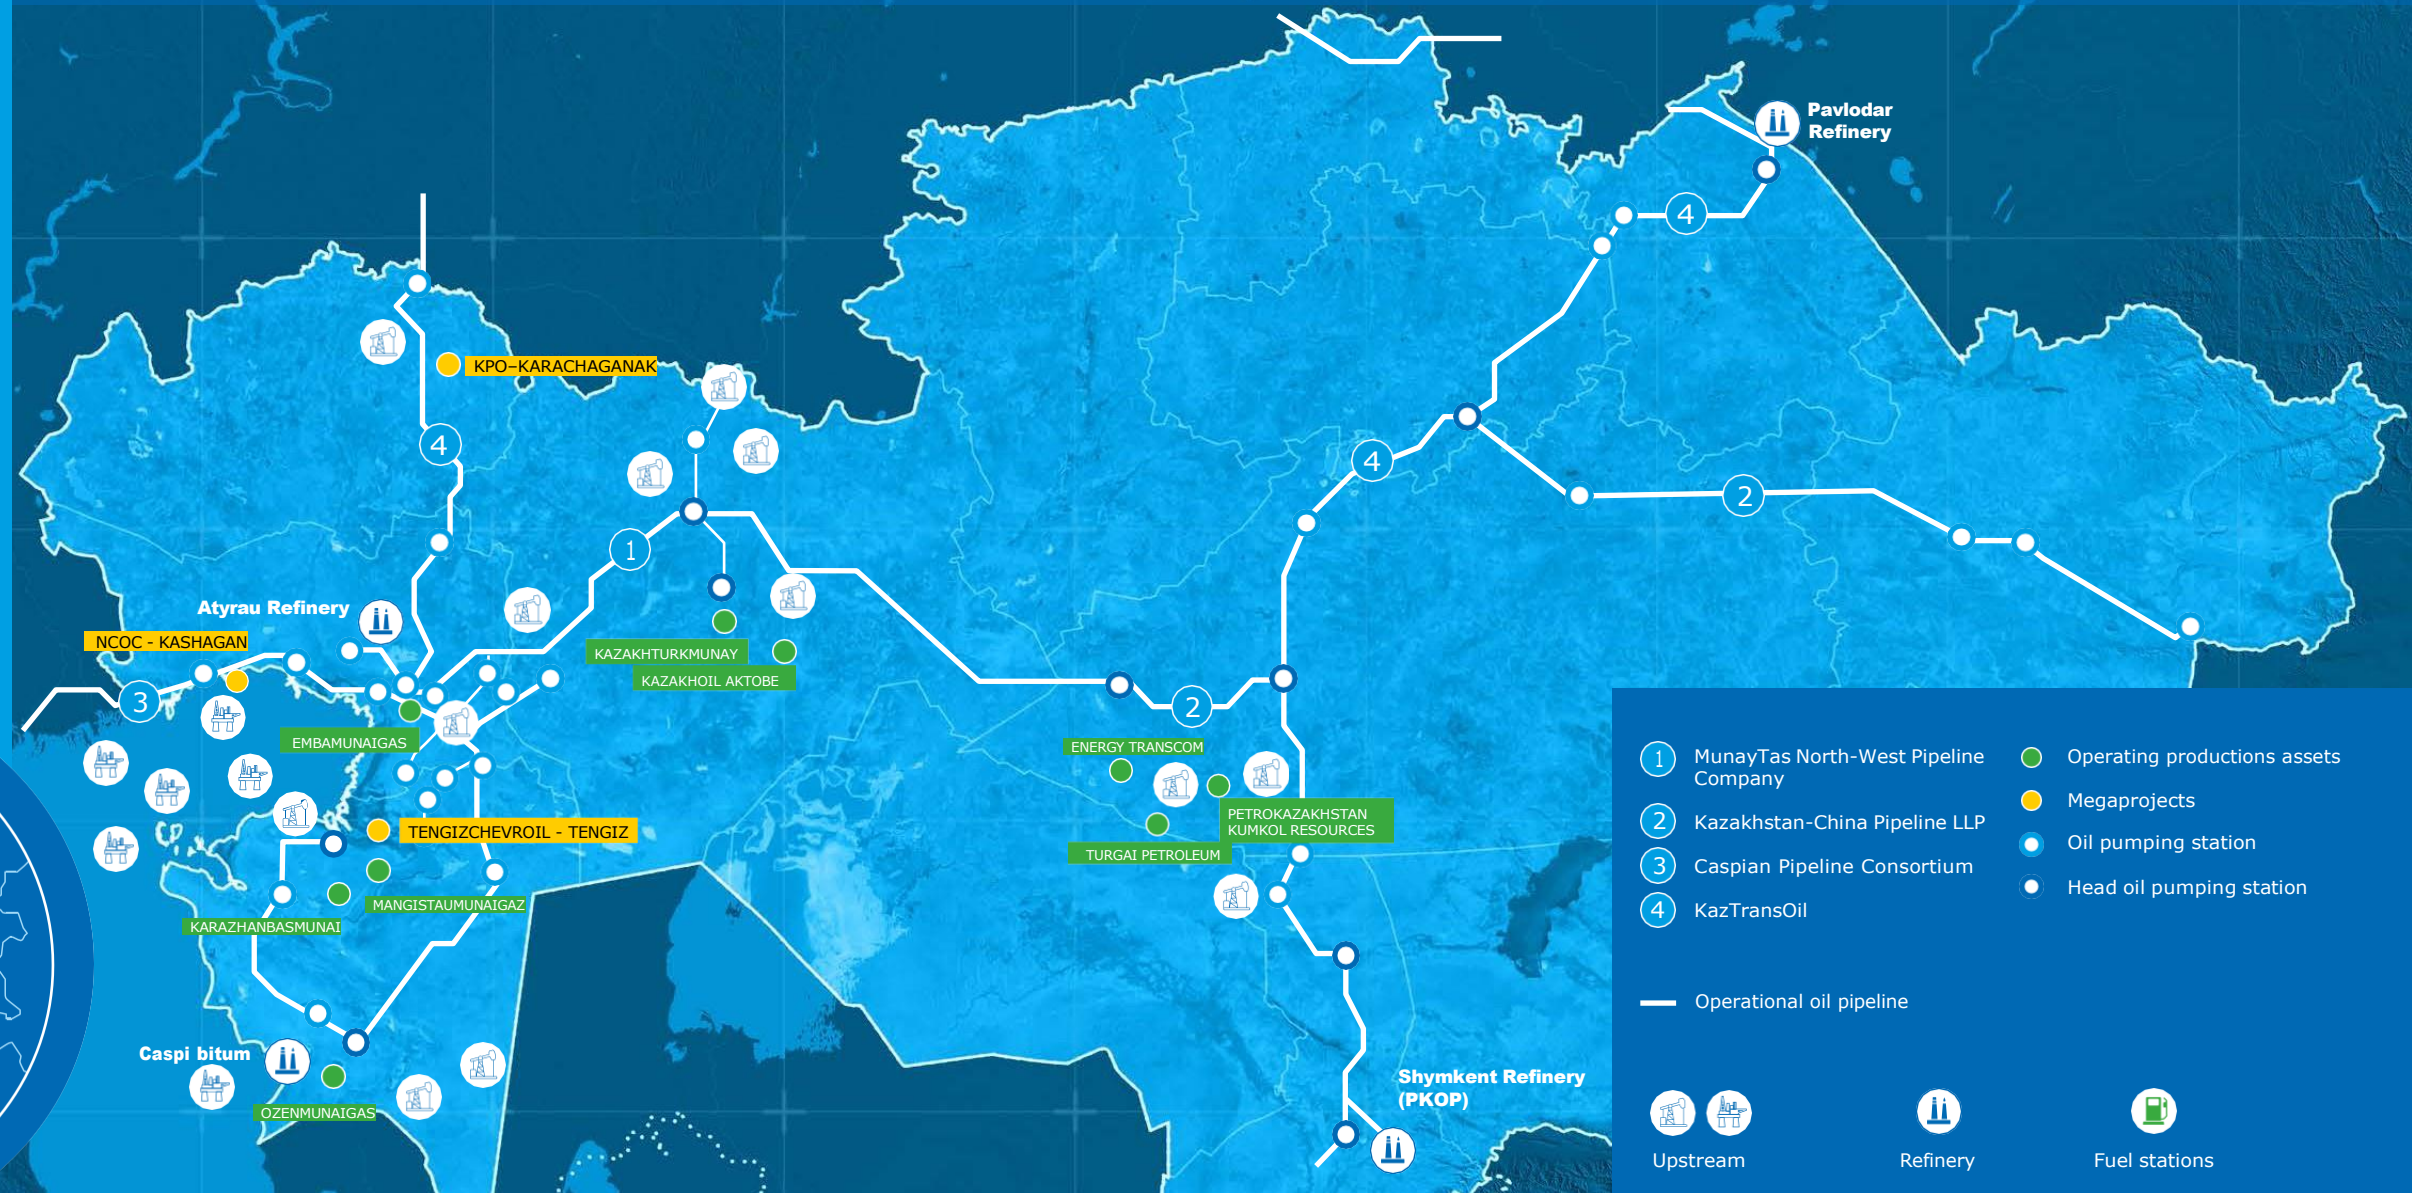 Pavlodar
Refinery
4
KPO–KARACHAGANAK
4
4
2
1
Atyrau Refinery
NCOC - KASHAGAN
KAZAKHTURKMUNAY
KAZAKHOIL AKTOBE
3
2
EMBAMUNAIGAS
ENERGY TRANSCOM
PETROKAZAKHSTAN
KUMKOL RESOURCES
TENGIZCHEVROIL - TENGIZ
TURGAI PETROLEUM
MANGISTAUMUNAIGAZ
KARAZHANBASMUNAI
Caspi bitum
OZENMUNAIGAS
Shymkent Refinery
(PKOP)
1 MunayTas North-West Pipeline
Company
2 Kazakhstan-China Pipeline LLP
3 Caspian Pipeline Consortium
4 KazTransOil
Operating productions assets
Megaprojects
Oil pumping station
Head oil pumping station
Operational oil pipeline
Upstream
Refinery
Fuel stations